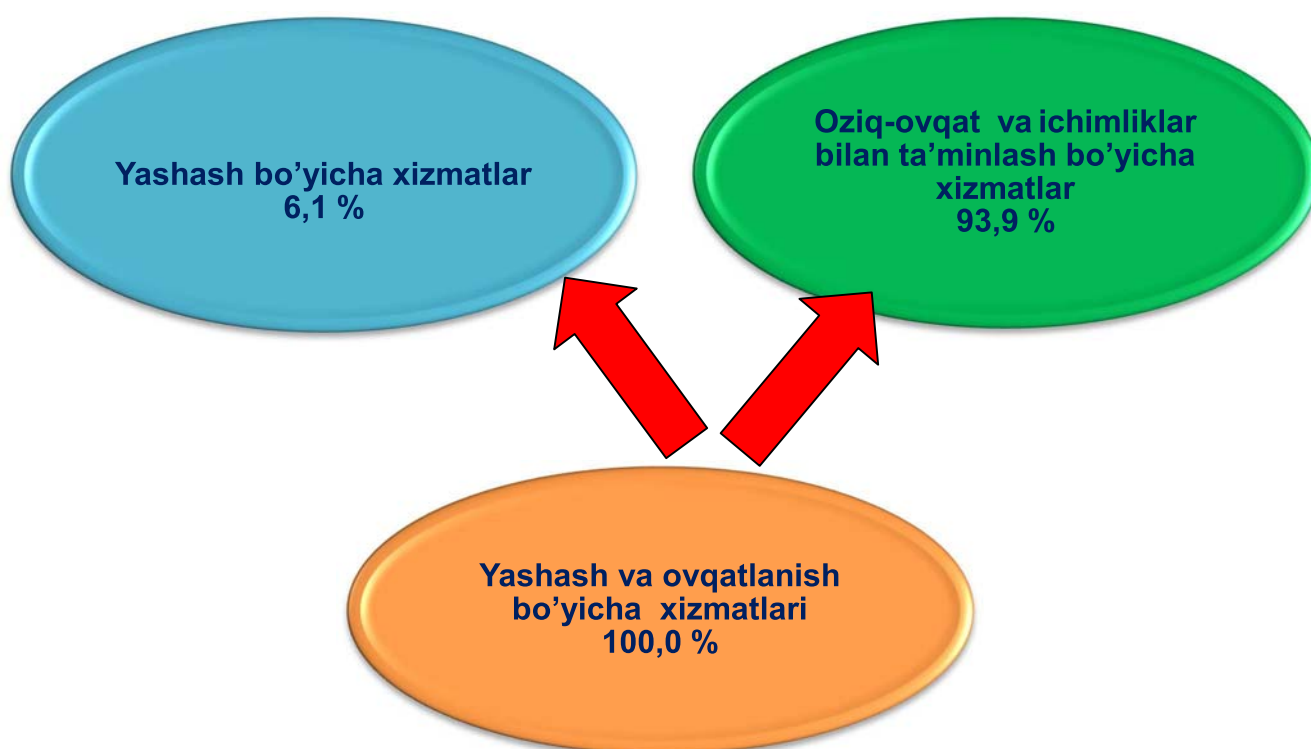 Yashash bo’yicha xizmatlar
6,1 %
Oziq-ovqat va ichimliklar
bilan ta’minlash bo’yicha
xizmatlar
93,9 %
Yashash va ovqatlanish
bo’yicha xizmatlari
100,0 %